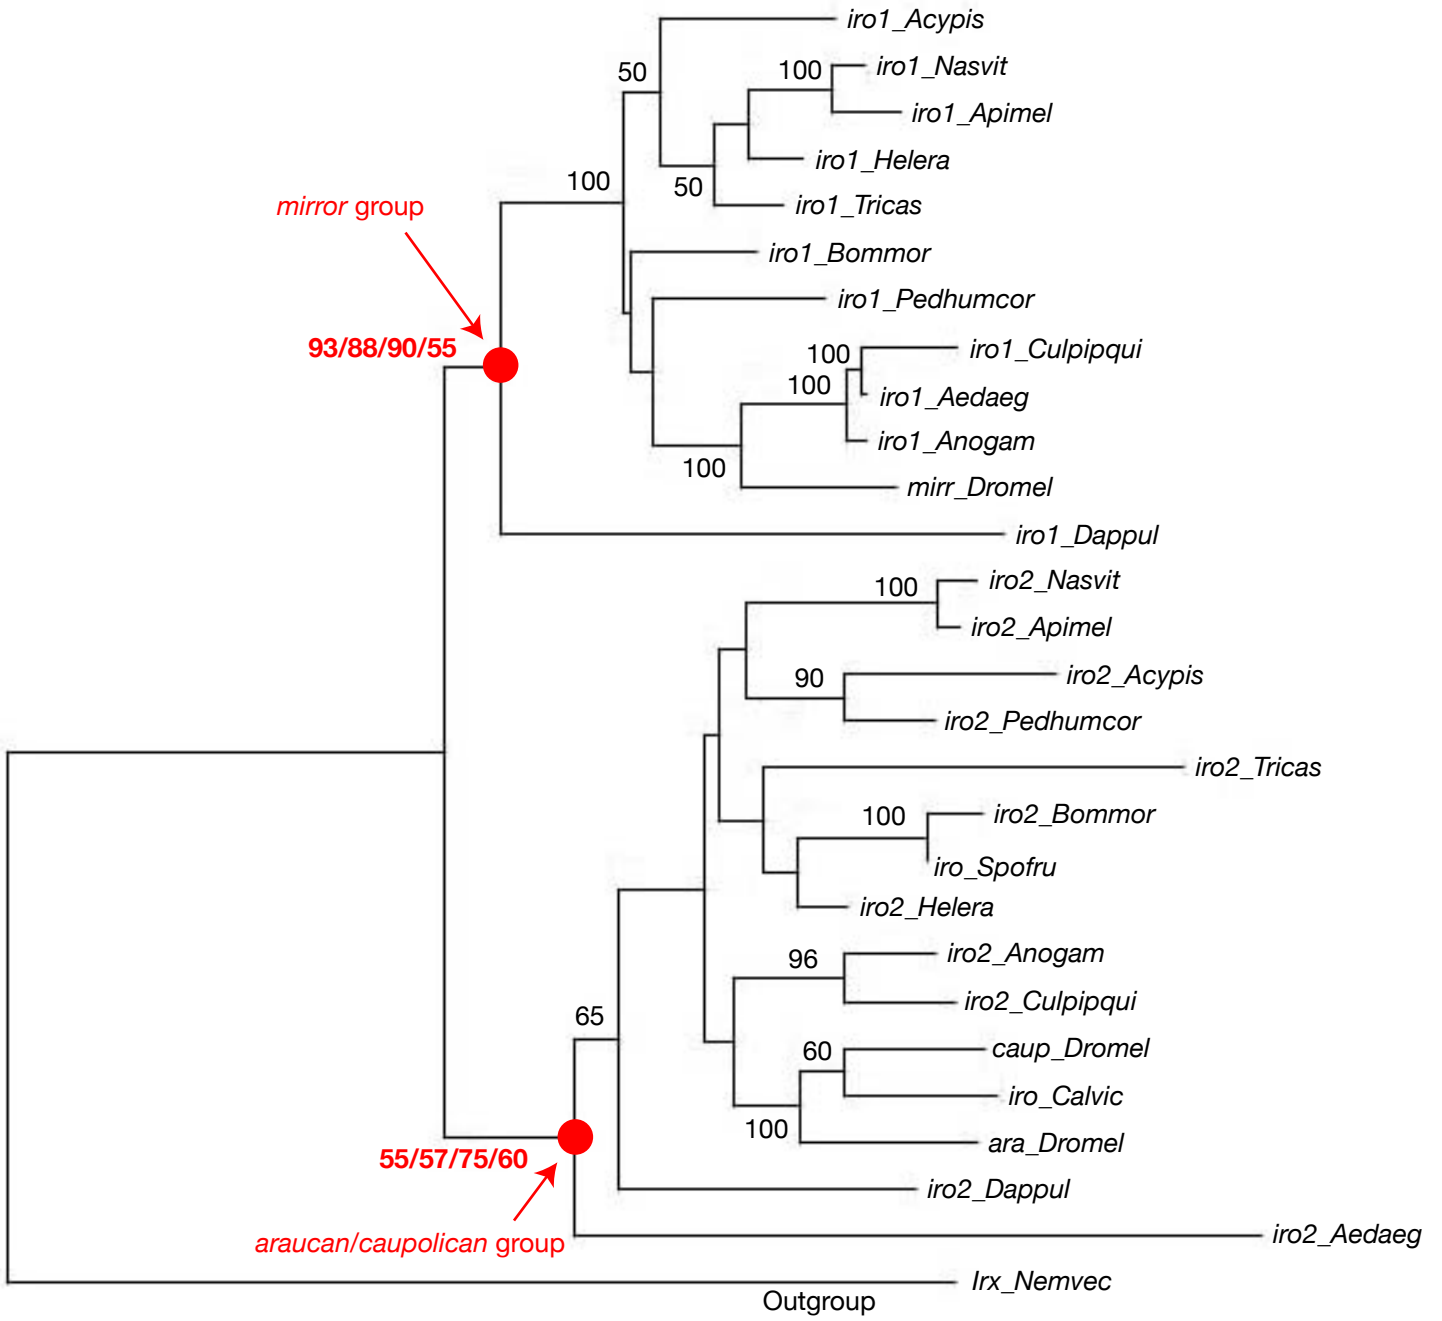 iro1_Acypis
50
100
iro1_Nasvit
iro1_Apimel
iro1_Helera
100
50
iro1_Tricas
mirror group
iro1_Bommor
iro1_Pedhumcor
93/88/90/55
100
iro1_Culpipqui
100
iro1_Aedaeg
iro1_Anogam
100
mirr_Dromel
iro1_Dappul
100
iro2_Nasvit
iro2_Apimel
90
iro2_Acypis
iro2_Pedhumcor
iro2_Tricas
100
iro2_Bommor
iro_Spofru
iro2_Helera
96
iro2_Anogam
iro2_Culpipqui
65
60
caup_Dromel
iro_Calvic
100
ara_Dromel
55/57/75/60
iro2_Dappul
araucan/caupolican group
iro2_Aedaeg
Irx_Nemvec
Outgroup